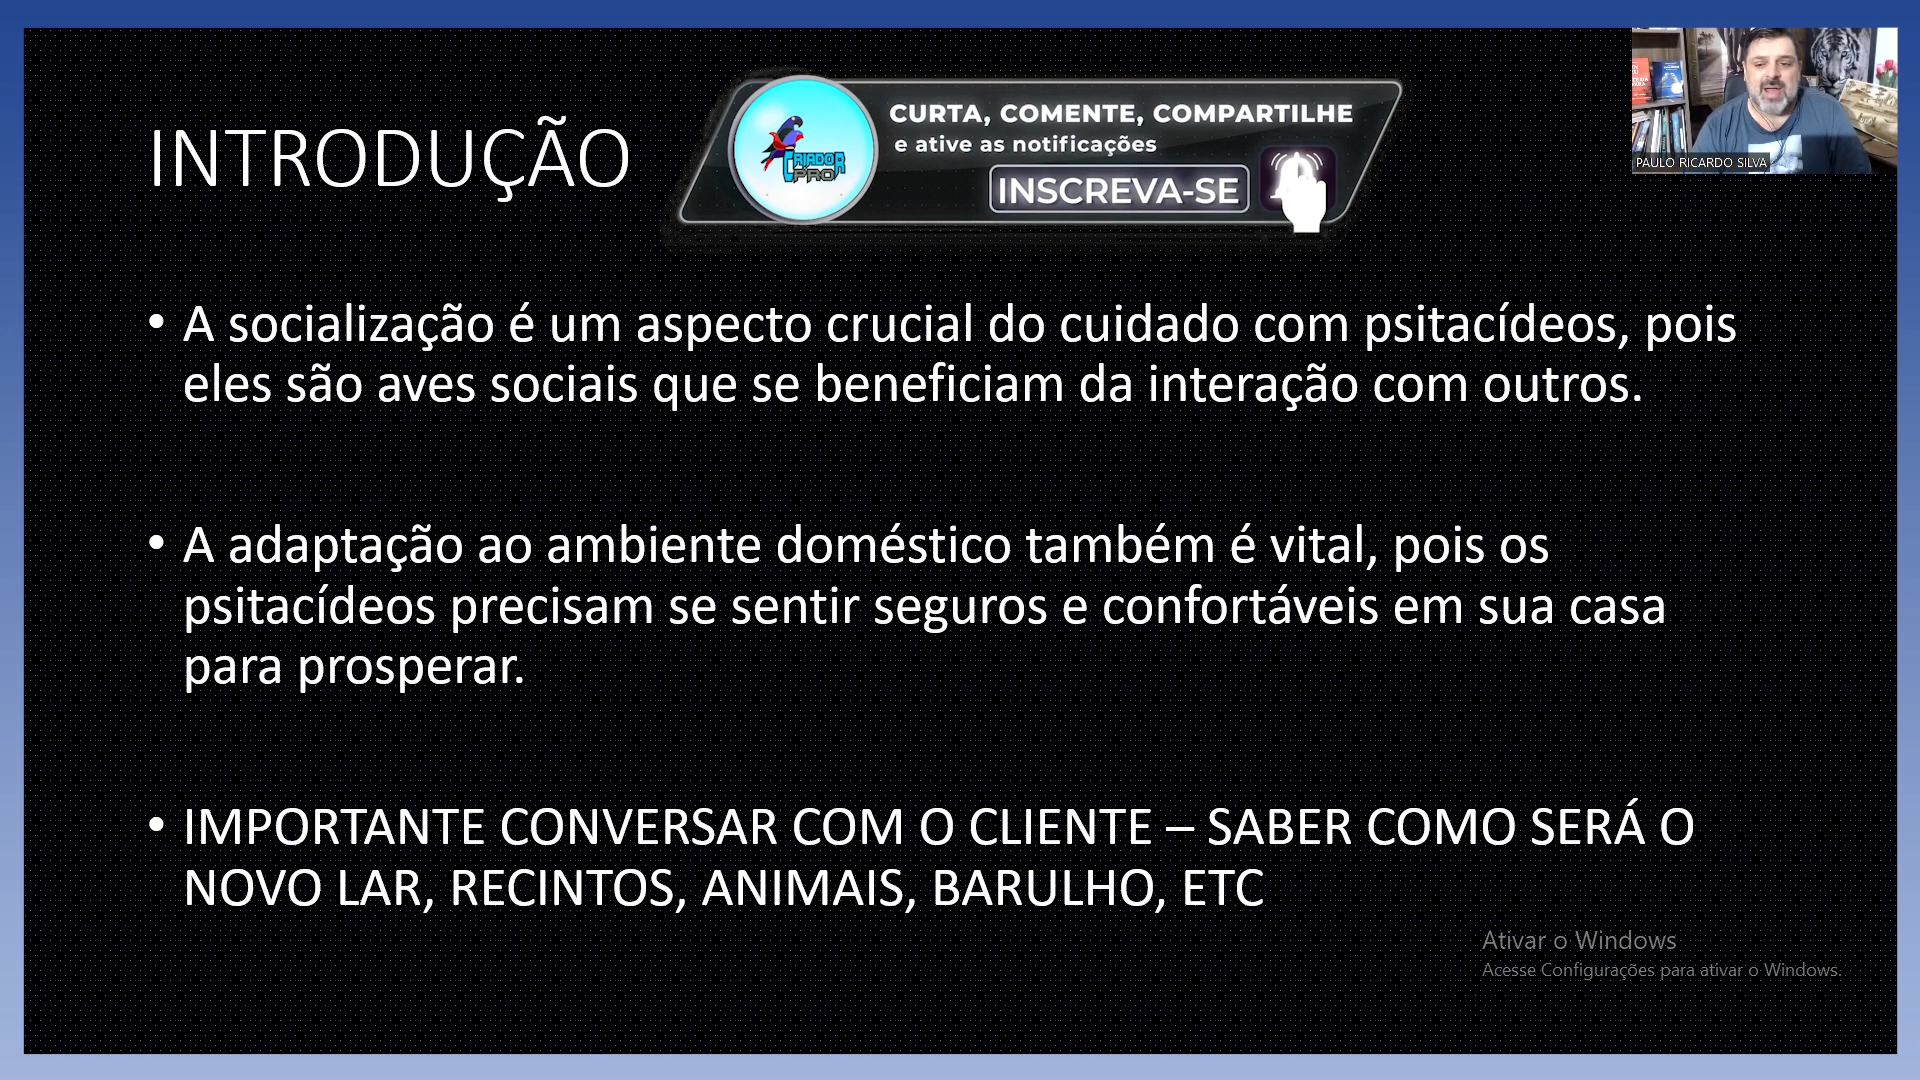 INTRODUÇÃO
CURTA, COMENTE, COMPARTILHE
e ative as notificações
INSCREVA-SE
CRIADOR
PRO
PAULO RICARDO SILVA
• A socialização é um aspecto crucial do cuidado com psitacídeos, pois
eles são aves sociais que se beneficiam da interação com outros.
• A adaptação ao ambiente doméstico também é vital, pois os
psitacídeos precisam se sentir seguros e confortáveis em sua casa
para prosperar.
• IMPORTANTE CONVERSAR COM O CLIENTE – SABER COMO SERÁ O
NOVO LAR, RECINTOS, ANIMAIS, BARULHO, ETC
Ativar o Windows
Acesse Configurações para ativar o Windows.